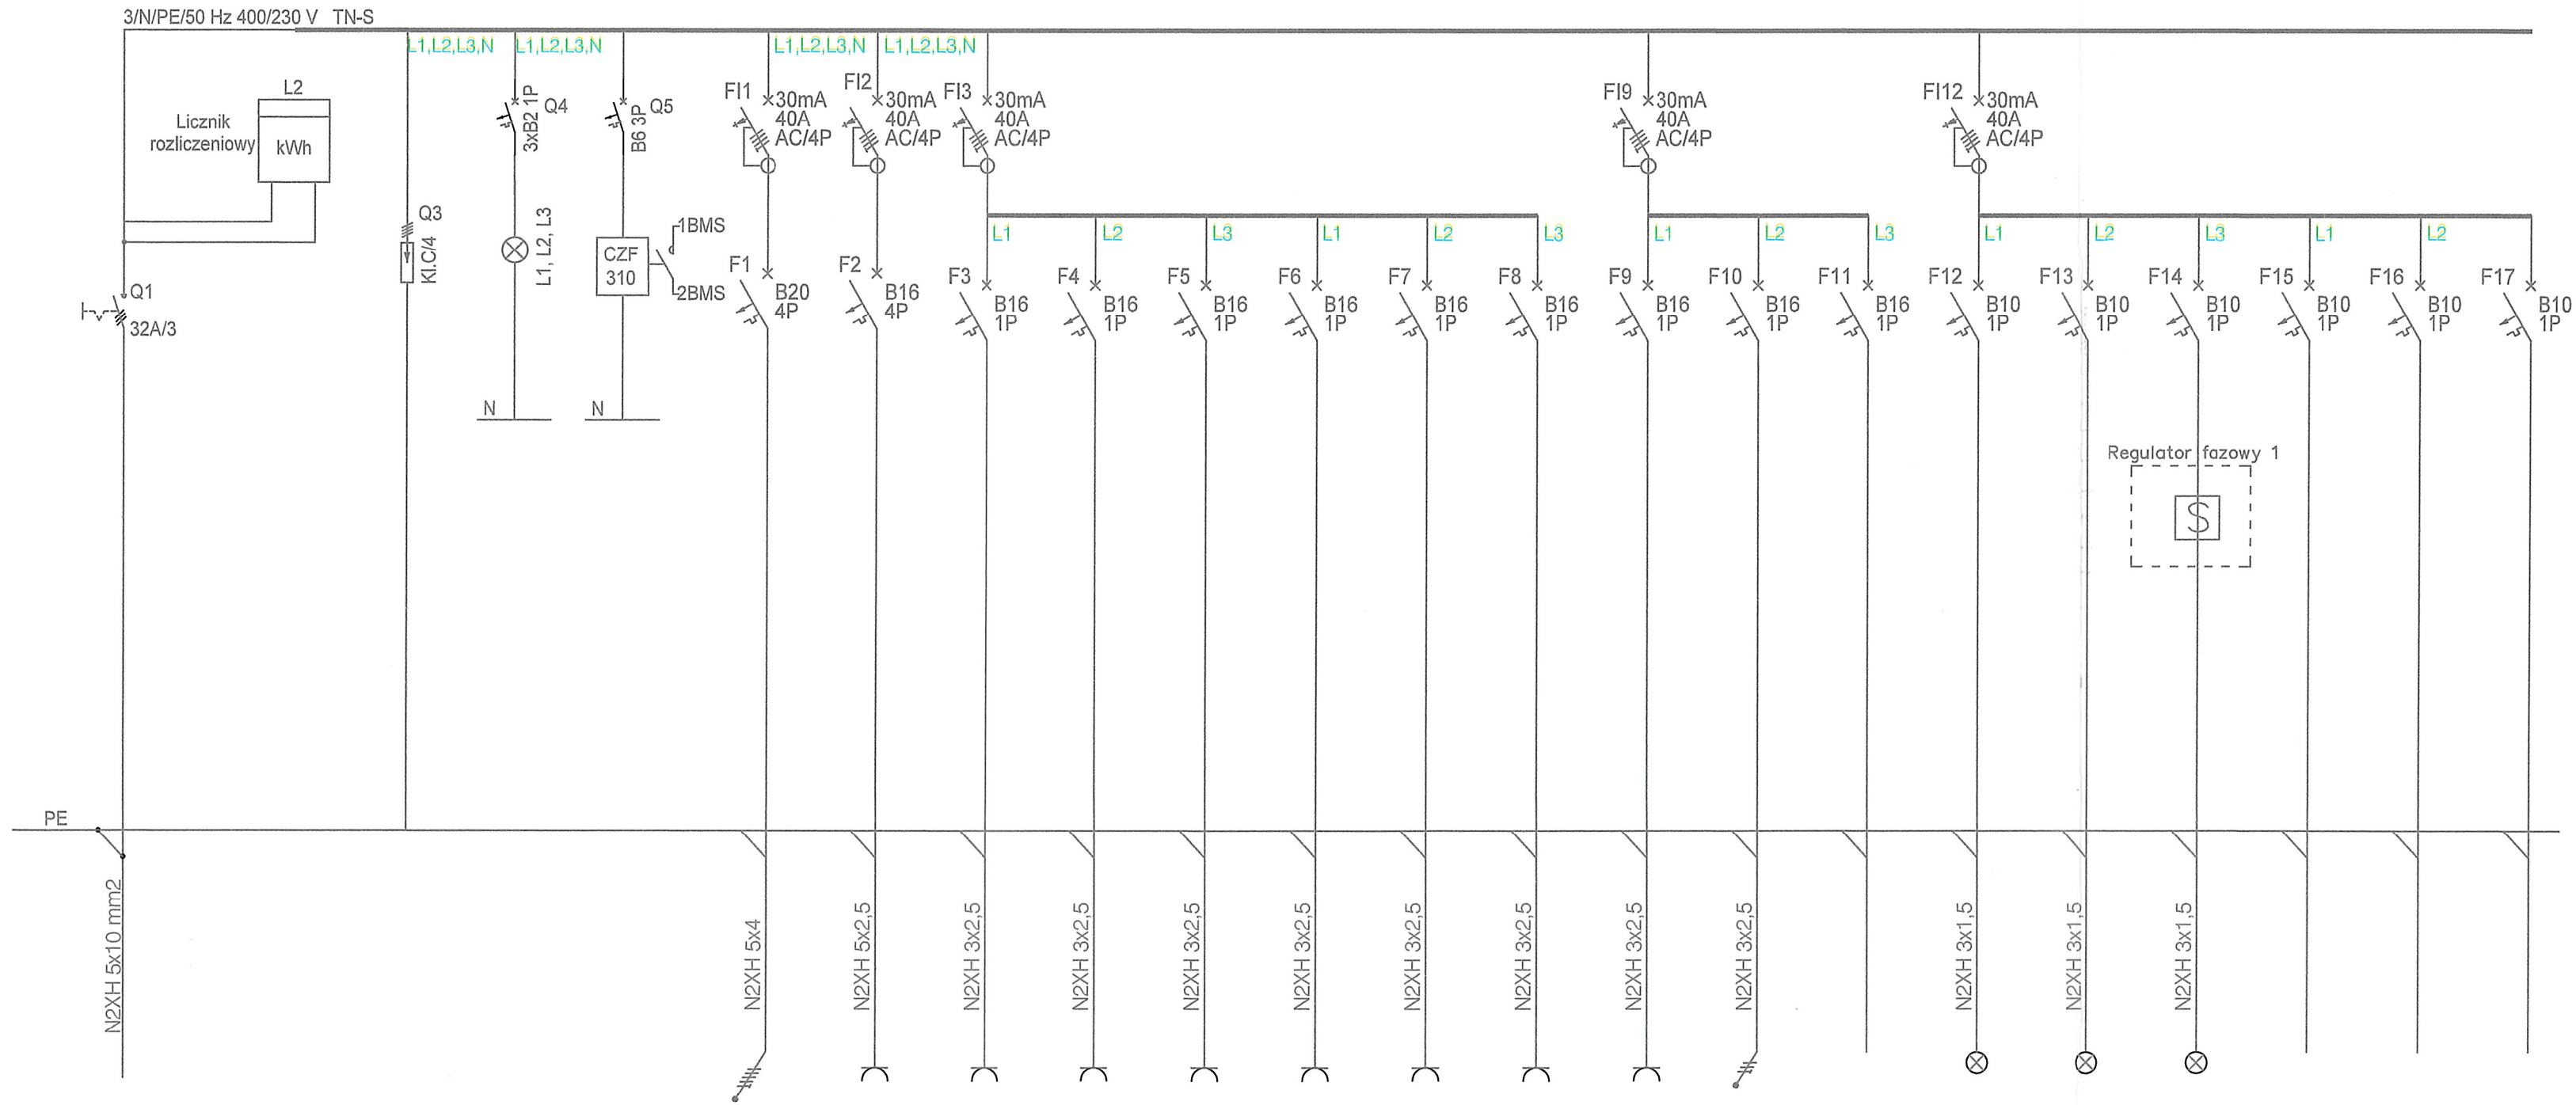 3/N/PE/50 Hz 400/230 V TN-S
L1,L2,L3,N
L1,L2,L3,N
L1,L2,L3,N
L1,L2,L3,N
L2
Licznik
rozliczeniowy
kWh
Q1
32A/3
Q3
Kl.C/4
Q4
3xB2 1P
L1, L2, L3
N
Q5
B6 3P
CZF
310
1BMS
2BMS
N
FI1
30mA
40A
AC/4P
FI2
30mA
40A
AC/4P
FI3
30mA
40A
AC/4P
FI9
30mA
40A
AC/4P
FI12
30mA
40A
AC/4P
L1
L2
L3
L1
L2
L3
L1
L2
L3
L1
L2
L3
L1
L2
F1
B20
4P
F2
B16
4P
F3
B16
1P
F4
B16
1P
F5
B16
1P
F6
B16
1P
F7
B16
1P
F8
B16
1P
F9
B16
1P
F10
B16
1P
F11
B16
1P
F12
B10
1P
F13
B10
1P
F14
B10
1P
F15
B10
1P
F16
B10
1P
F17
B10
1P
Regulator fazowy 1
S
PE
N2XH 5x10 mm2
N2XH 5x4
N2XH 5x2,5
N2XH 3x2,5
N2XH 3x2,5
N2XH 3x2,5
N2XH 3x2,5
N2XH 3x2,5
N2XH 3x2,5
N2XH 3x2,5
N2XH 3x2,5
N2XH 3x1,5
N2XH 3x1,5
N2XH 3x1,5